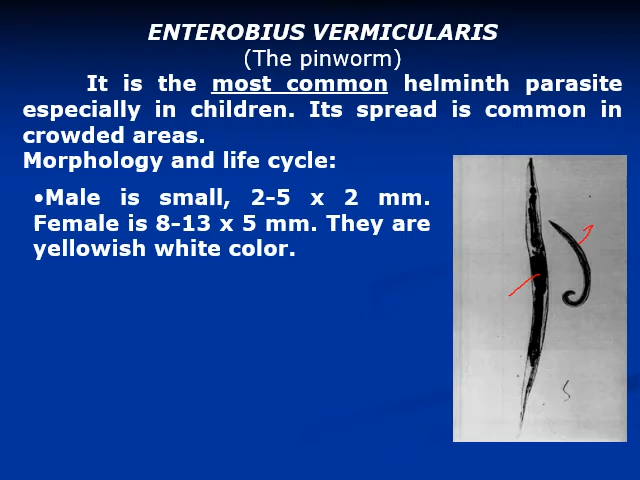 ENTEROBIUS VERMICULARIS
(The pinworm)
It is the most common helminth parasite
especially in children. Its spread is common in
crowded areas.
Morphology and life cycle:
•Male is small, 2-5 x 2 mm.
Female is 8-13 x 5 mm. They are
yellowish white color.